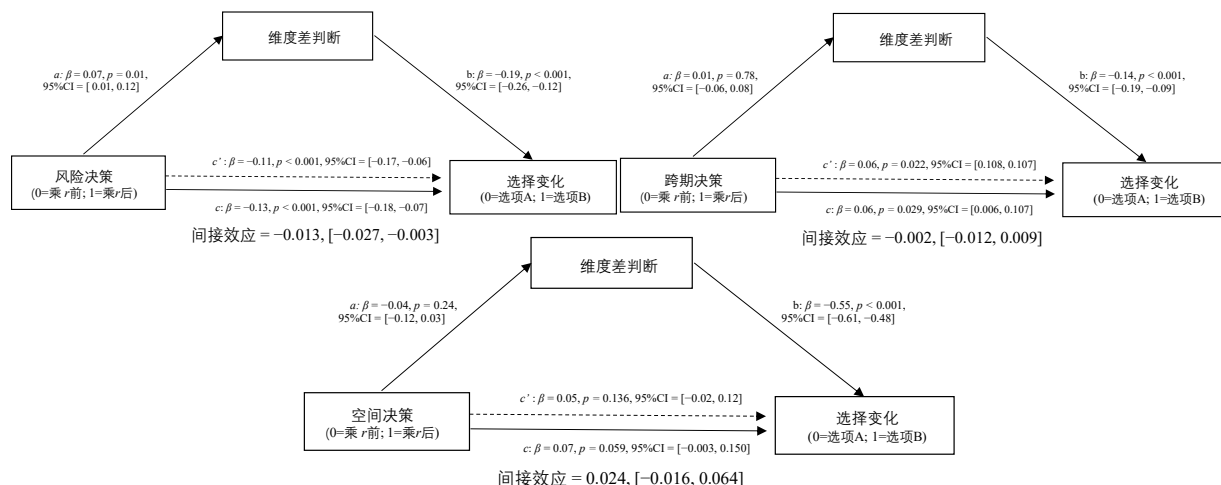 维度差判断
a: β = 0.07, p = 0.01,
95%CI = [ 0.01, 0.12]
b: β = −0.19, p < 0.001,
95%CI = [−0.26, −0.12]
风险决策
(0=乘 r前; 1=乘r后)
c’ : β = −0.11, p < 0.001, 95%CI = [−0.17, −0.06]
c: β = −0.13, p < 0.001, 95%CI = [−0.18, −0.07]
选择变化
(0=选项A; 1=选项B)
间接效应 = −0.013, [−0.027, −0.003]
维度差判断
a: β = 0.01, p = 0.78,
95%CI = [−0.06, 0.08]
b: β = −0.14, p < 0.001,
95%CI = [−0.19, −0.09]
跨期决策
(0=乘 r前; 1=乘r后)
c’ : β = 0.06, p = 0.022, 95%CI = [0.108, 0.107]
c: β = 0.06, p = 0.029, 95%CI = [0.006, 0.107]
选择变化
(0=选项A; 1=选项B)
间接效应 = −0.002, [−0.012, 0.009]
维度差判断
a: β = −0.04, p = 0.24,
95%CI = [−0.12, 0.03]
b: β = −0.55, p < 0.001,
95%CI = [−0.61, −0.48]
空间决策
(0=乘 r前; 1=乘r后)
c’ : β = 0.05, p = 0.136, 95%CI = [−0.02, 0.12]
c: β = 0.07, p = 0.059, 95%CI = [−0.003, 0.150]
选择变化
(0=选项A; 1=选项B)
间接效应 = 0.024, [−0.016, 0.064]